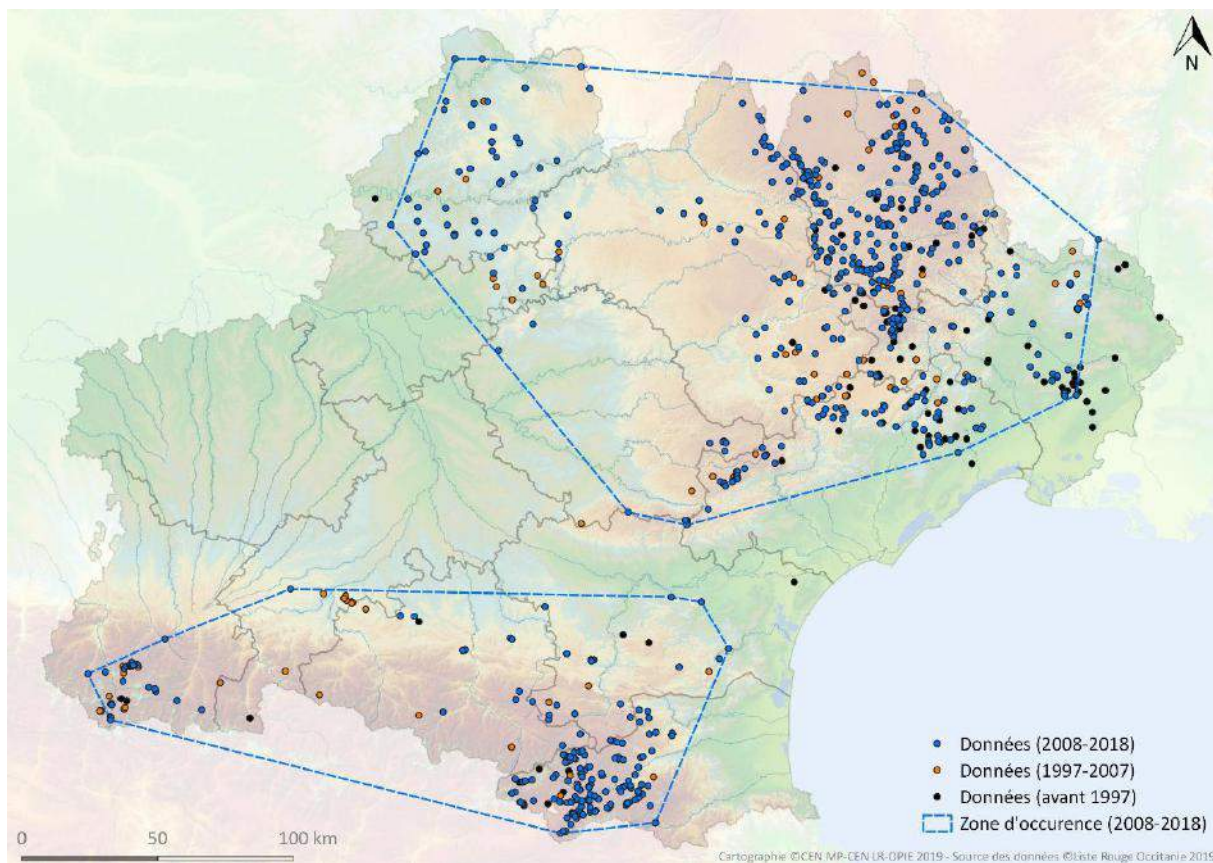 N
Données (2008-2018)
Données (1997-2007)
Données (avant 1997)
Zone d'occurence (2008-2018)
0 50 100 km
Cartographie ©CEN MP-CEN LR-OPIE 2019 - Source des données ©Liste Rouge Occitanie 2019